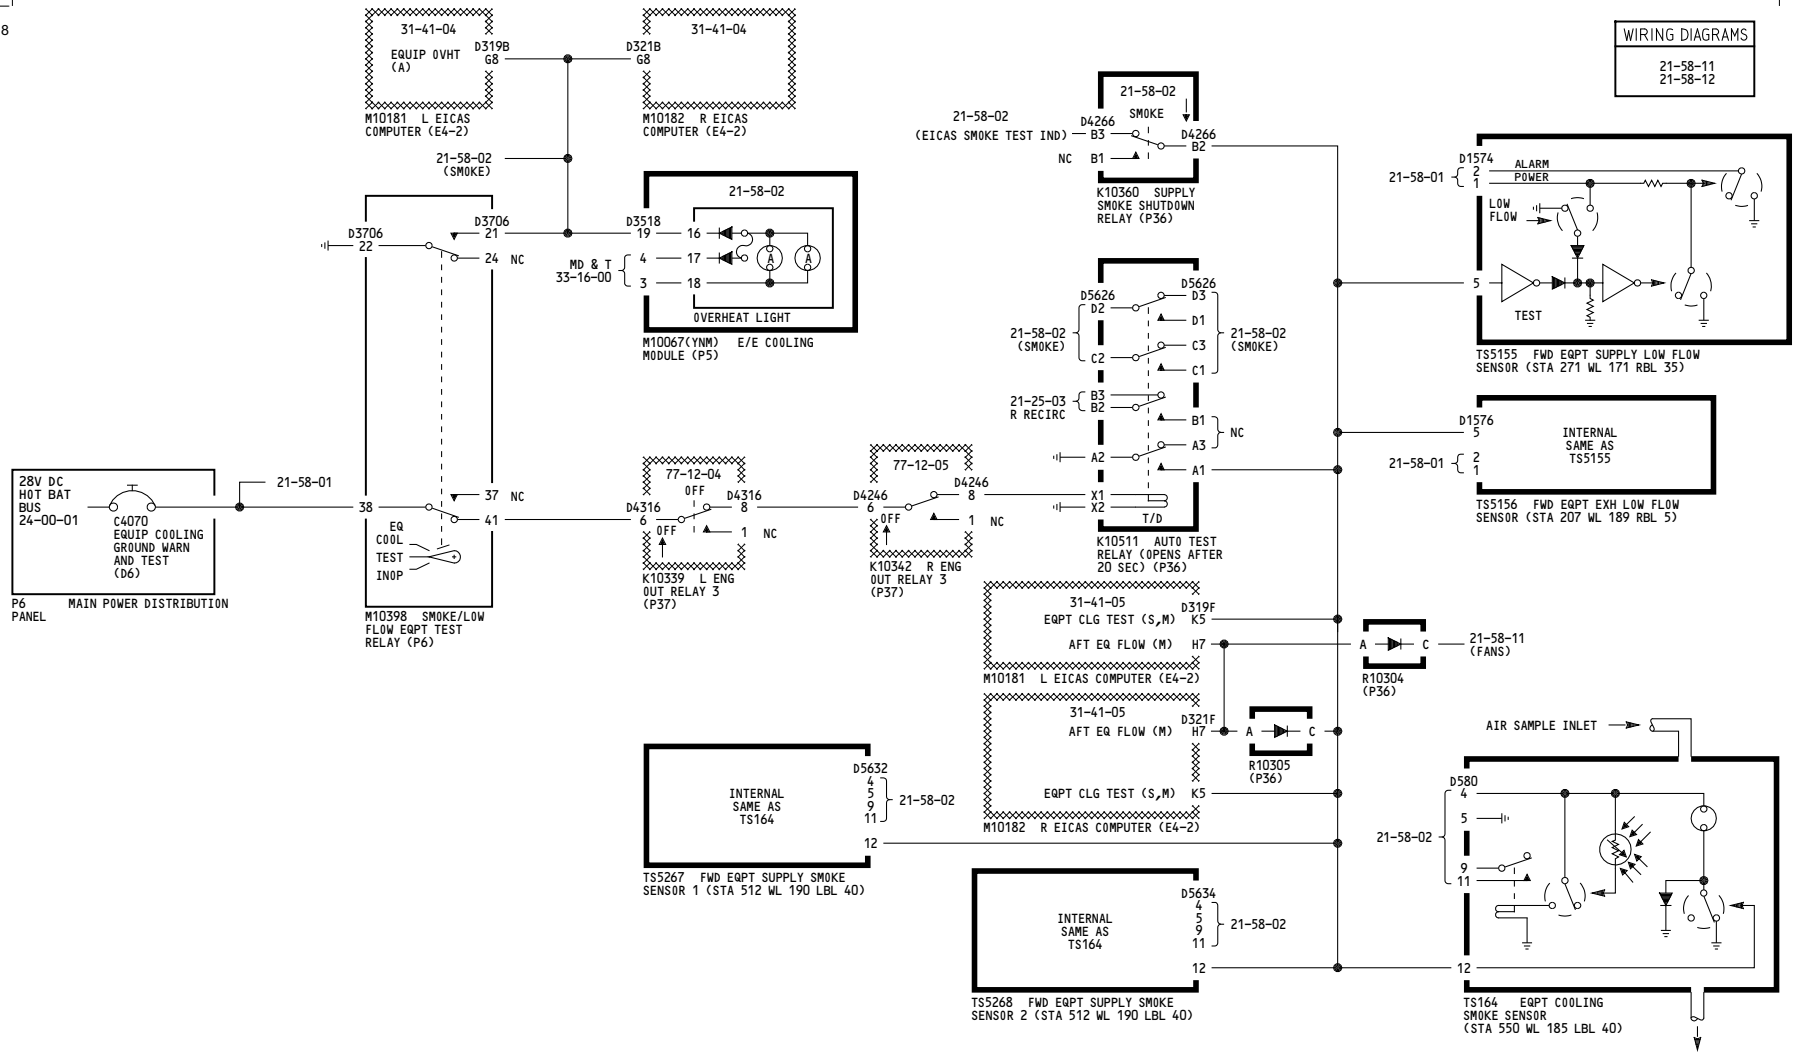 8
WIRING DIAGRAMS
21-58-11
21-58-12
31-41-04
EQUIP OVHT
(A)
D319B
G8
M10181 L EICAS
COMPUTER (E4-2)
31-41-04
D321B
G8
M10182 R EICAS
COMPUTER (E4-2)
21-58-02
(SMOKE)
D3706
22
D3706
21
24 NC
D3518
19
4
3
MD & T
33-16-00
21-58-02
16
17
18
A
A
OVERHEAT LIGHT
M10067(YNM) E/E COOLING
MODULE (P5)
21-58-02
(EICAS SMOKE TEST IND)
NC
D4266
B3
B1
21-58-02
SMOKE
D4266
B2
K10360 SUPPLY
SMOKE SHUTDOWN
RELAY (P36)
21-58-01
D1574
2
1
ALARM
POWER
LOW
FLOW
5
TEST
TS5155 FWD EQPT SUPPLY LOW FLOW
SENSOR (STA 271 WL 171 RBL 35)
D5626
D2
C2
21-58-02
(SMOKE)
B3
B2
21-25-03
R RECIRC
A2
X1
X2
D5626
D3
D1
C3
C1
21-58-02
(SMOKE)
B1
A3
NC
A1
T/D
K10511 AUTO TEST
RELAY (OPENS AFTER
20 SEC) (P36)
D1576
5
2
1
21-58-01
INTERNAL
SAME AS
TS5155
TS5156 FWD EQPT EXH LOW FLOW
SENSOR (STA 207 WL 189 RBL 5)
28V DC
HOT BAT
BUS
24-00-01
C4070
EQUIP COOLING
GROUND WARN
AND TEST
(D6)
P6 MAIN POWER DISTRIBUTION
PANEL
21-58-01
38
37 NC
41
EQ
COOL
TEST
INOP
M10398 SMOKE/LOW
FLOW EQPT TEST
RELAY (P6)
77-12-04
OFF
D4316
6
OFF
D4316
8
1 NC
K10339 L ENG
OUT RELAY 3
(P37)
77-12-05
D4246
6
OFF
D4246
8
1 NC
K10342 R ENG
OUT RELAY 3
(P37)
31-41-05
EQPT CLG TEST (S,M)
D319F
K5
AFT EQ FLOW (M) H7
M10181 L EICAS COMPUTER (E4-2)
A C
R10304
(P36)
21-58-11
(FANS)
31-41-05
AFT EQ FLOW (M)
D321F
H7
A C
R10305
(P36)
EQPT CLG TEST (S,M) K5
M10182 R EICAS COMPUTER (E4-2)
INTERNAL
SAME AS
TS164
D5632
4
5
9
11
21-58-02
12
TS5267 FWD EQPT SUPPLY SMOKE
SENSOR 1 (STA 512 WL 190 LBL 40)
INTERNAL
SAME AS
TS164
D5634
4
5
9
11
21-58-02
12
TS5268 FWD EQPT SUPPLY SMOKE
SENSOR 2 (STA 512 WL 190 LBL 40)
AIR SAMPLE INLET
D580
4
5
9
11
21-58-02
12
TS164 EQPT COOLING
SMOKE SENSOR
(STA 550 WL 185 LBL 40)